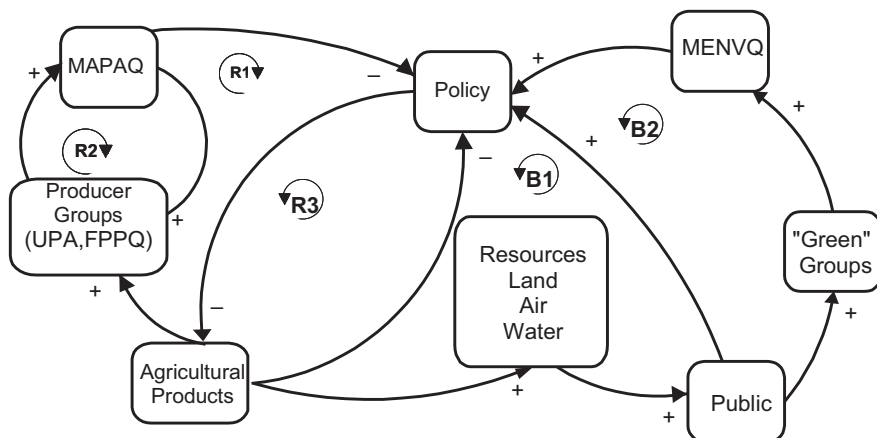 MAPAQ
+
R1
–
Policy
+
MENVQ
+
R2
+
–
+
B2
B1
R3
Producer
Groups
(UPA,FPPQ)
+
Resources
Land
Air
Water
"Green"
Groups
+
–
+
Agricultural
Products
+
+
Public